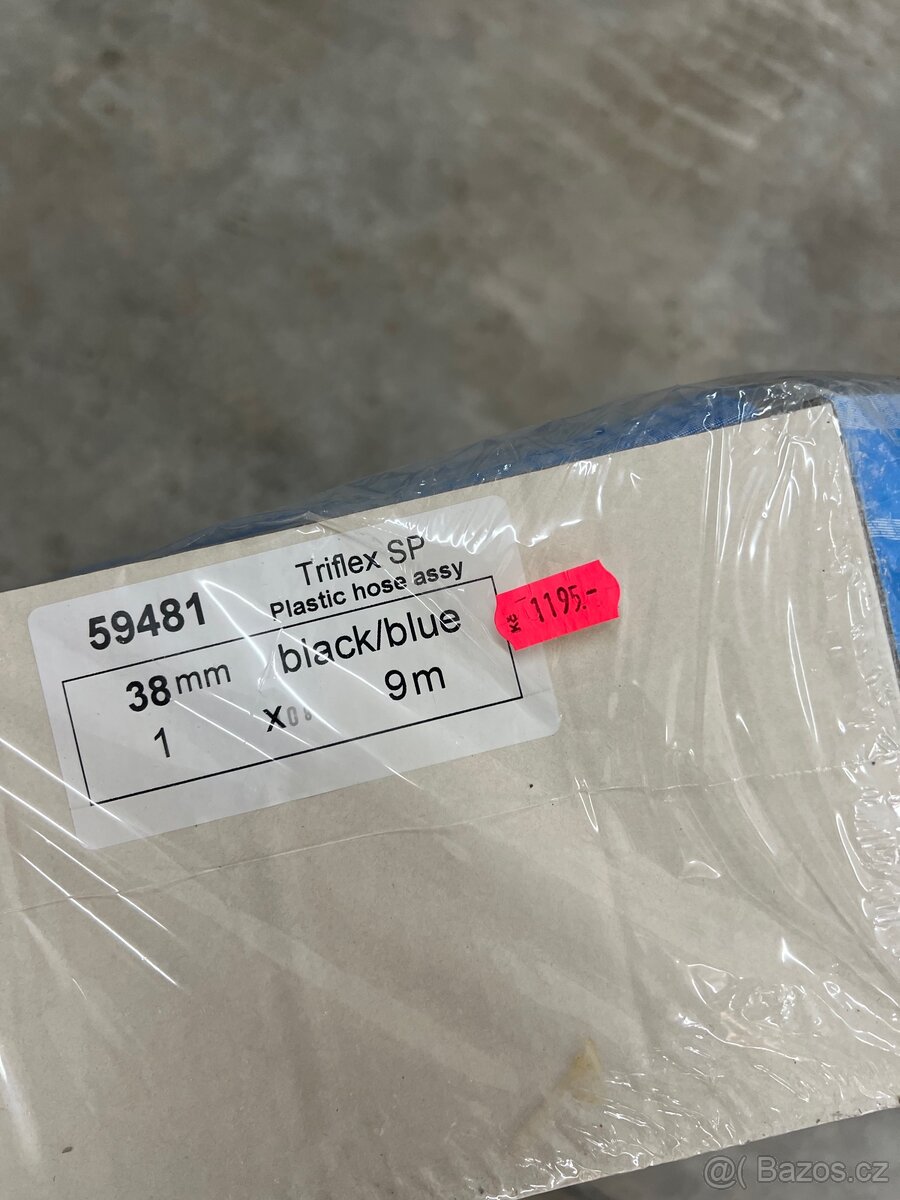 Triflex SP
59481 Plastic hose assy
38 mm black/blue
1 x 9 m
Kč 1195.-
@( Bazos.cz